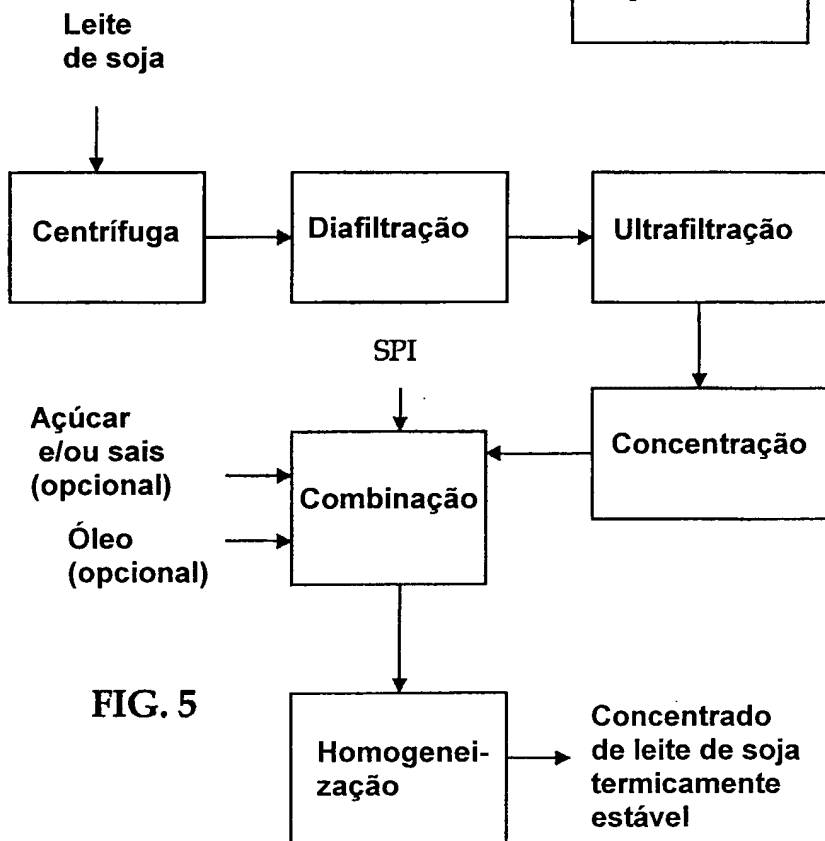 Leite
de soja
Centrífuga
Diafiltração
Ultrafiltração
SPI
Açúcar
e/ou sais
(opcional)
Óleo
(opcional)
Combinação
Concentração
FIG. 5
Homogenei-
zação
Concentrado
de leite de soja
termicamente
estável